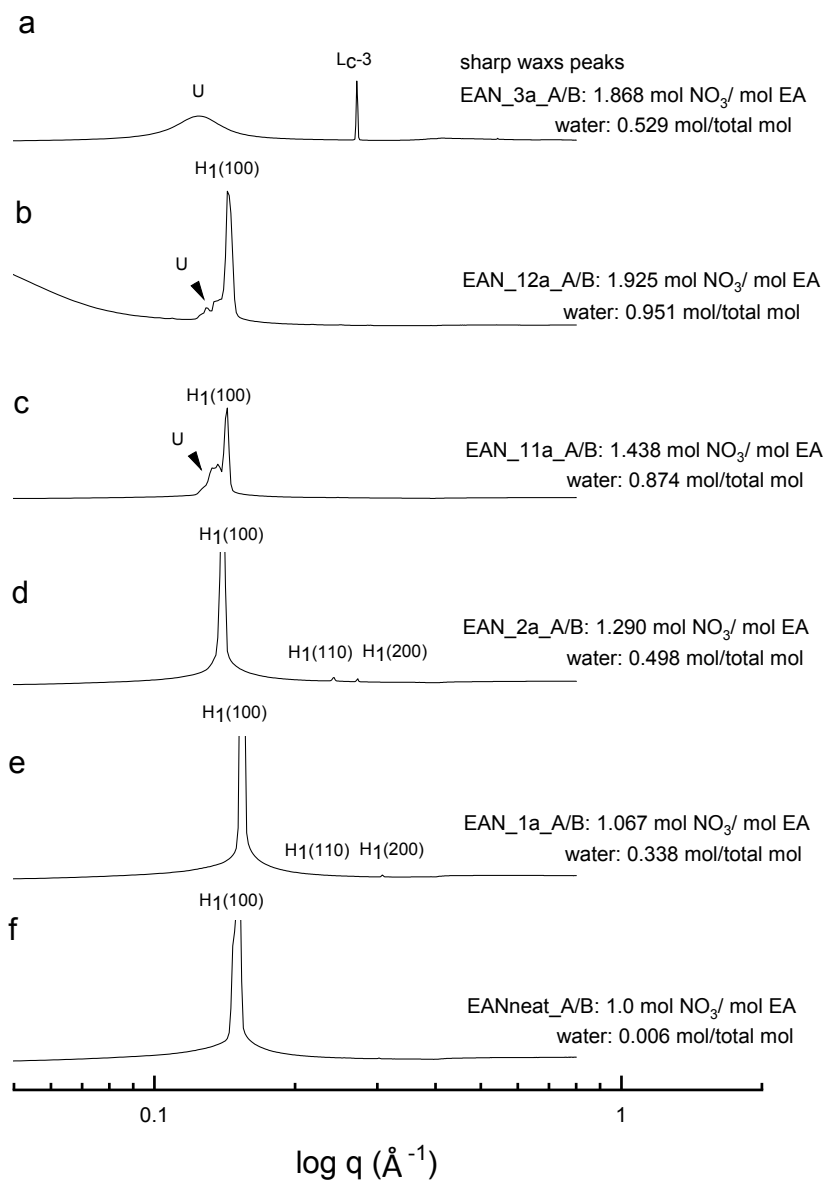 a
Lc-3
U
sharp waxs peaks
EAN_3a_A/B: 1.868 mol NO₃/ mol EA
water: 0.529 mol/total mol
H1(100)
b
U
EAN_12a_A/B: 1.925 mol NO₃/ mol EA
water: 0.951 mol/total mol
H1(100)
c
U
EAN_11a_A/B: 1.438 mol NO₃/ mol EA
water: 0.874 mol/total mol
H1(100)
d
H1(110) H1(200)
EAN_2a_A/B: 1.290 mol NO₃/ mol EA
water: 0.498 mol/total mol
H1(100)
e
H1(110) H1(200)
EAN_1a_A/B: 1.067 mol NO₃/ mol EA
water: 0.338 mol/total mol
H1(100)
f
EANneat_A/B: 1.0 mol NO₃/ mol EA
water: 0.006 mol/total mol
0.1 1
log q (Å⁻¹)